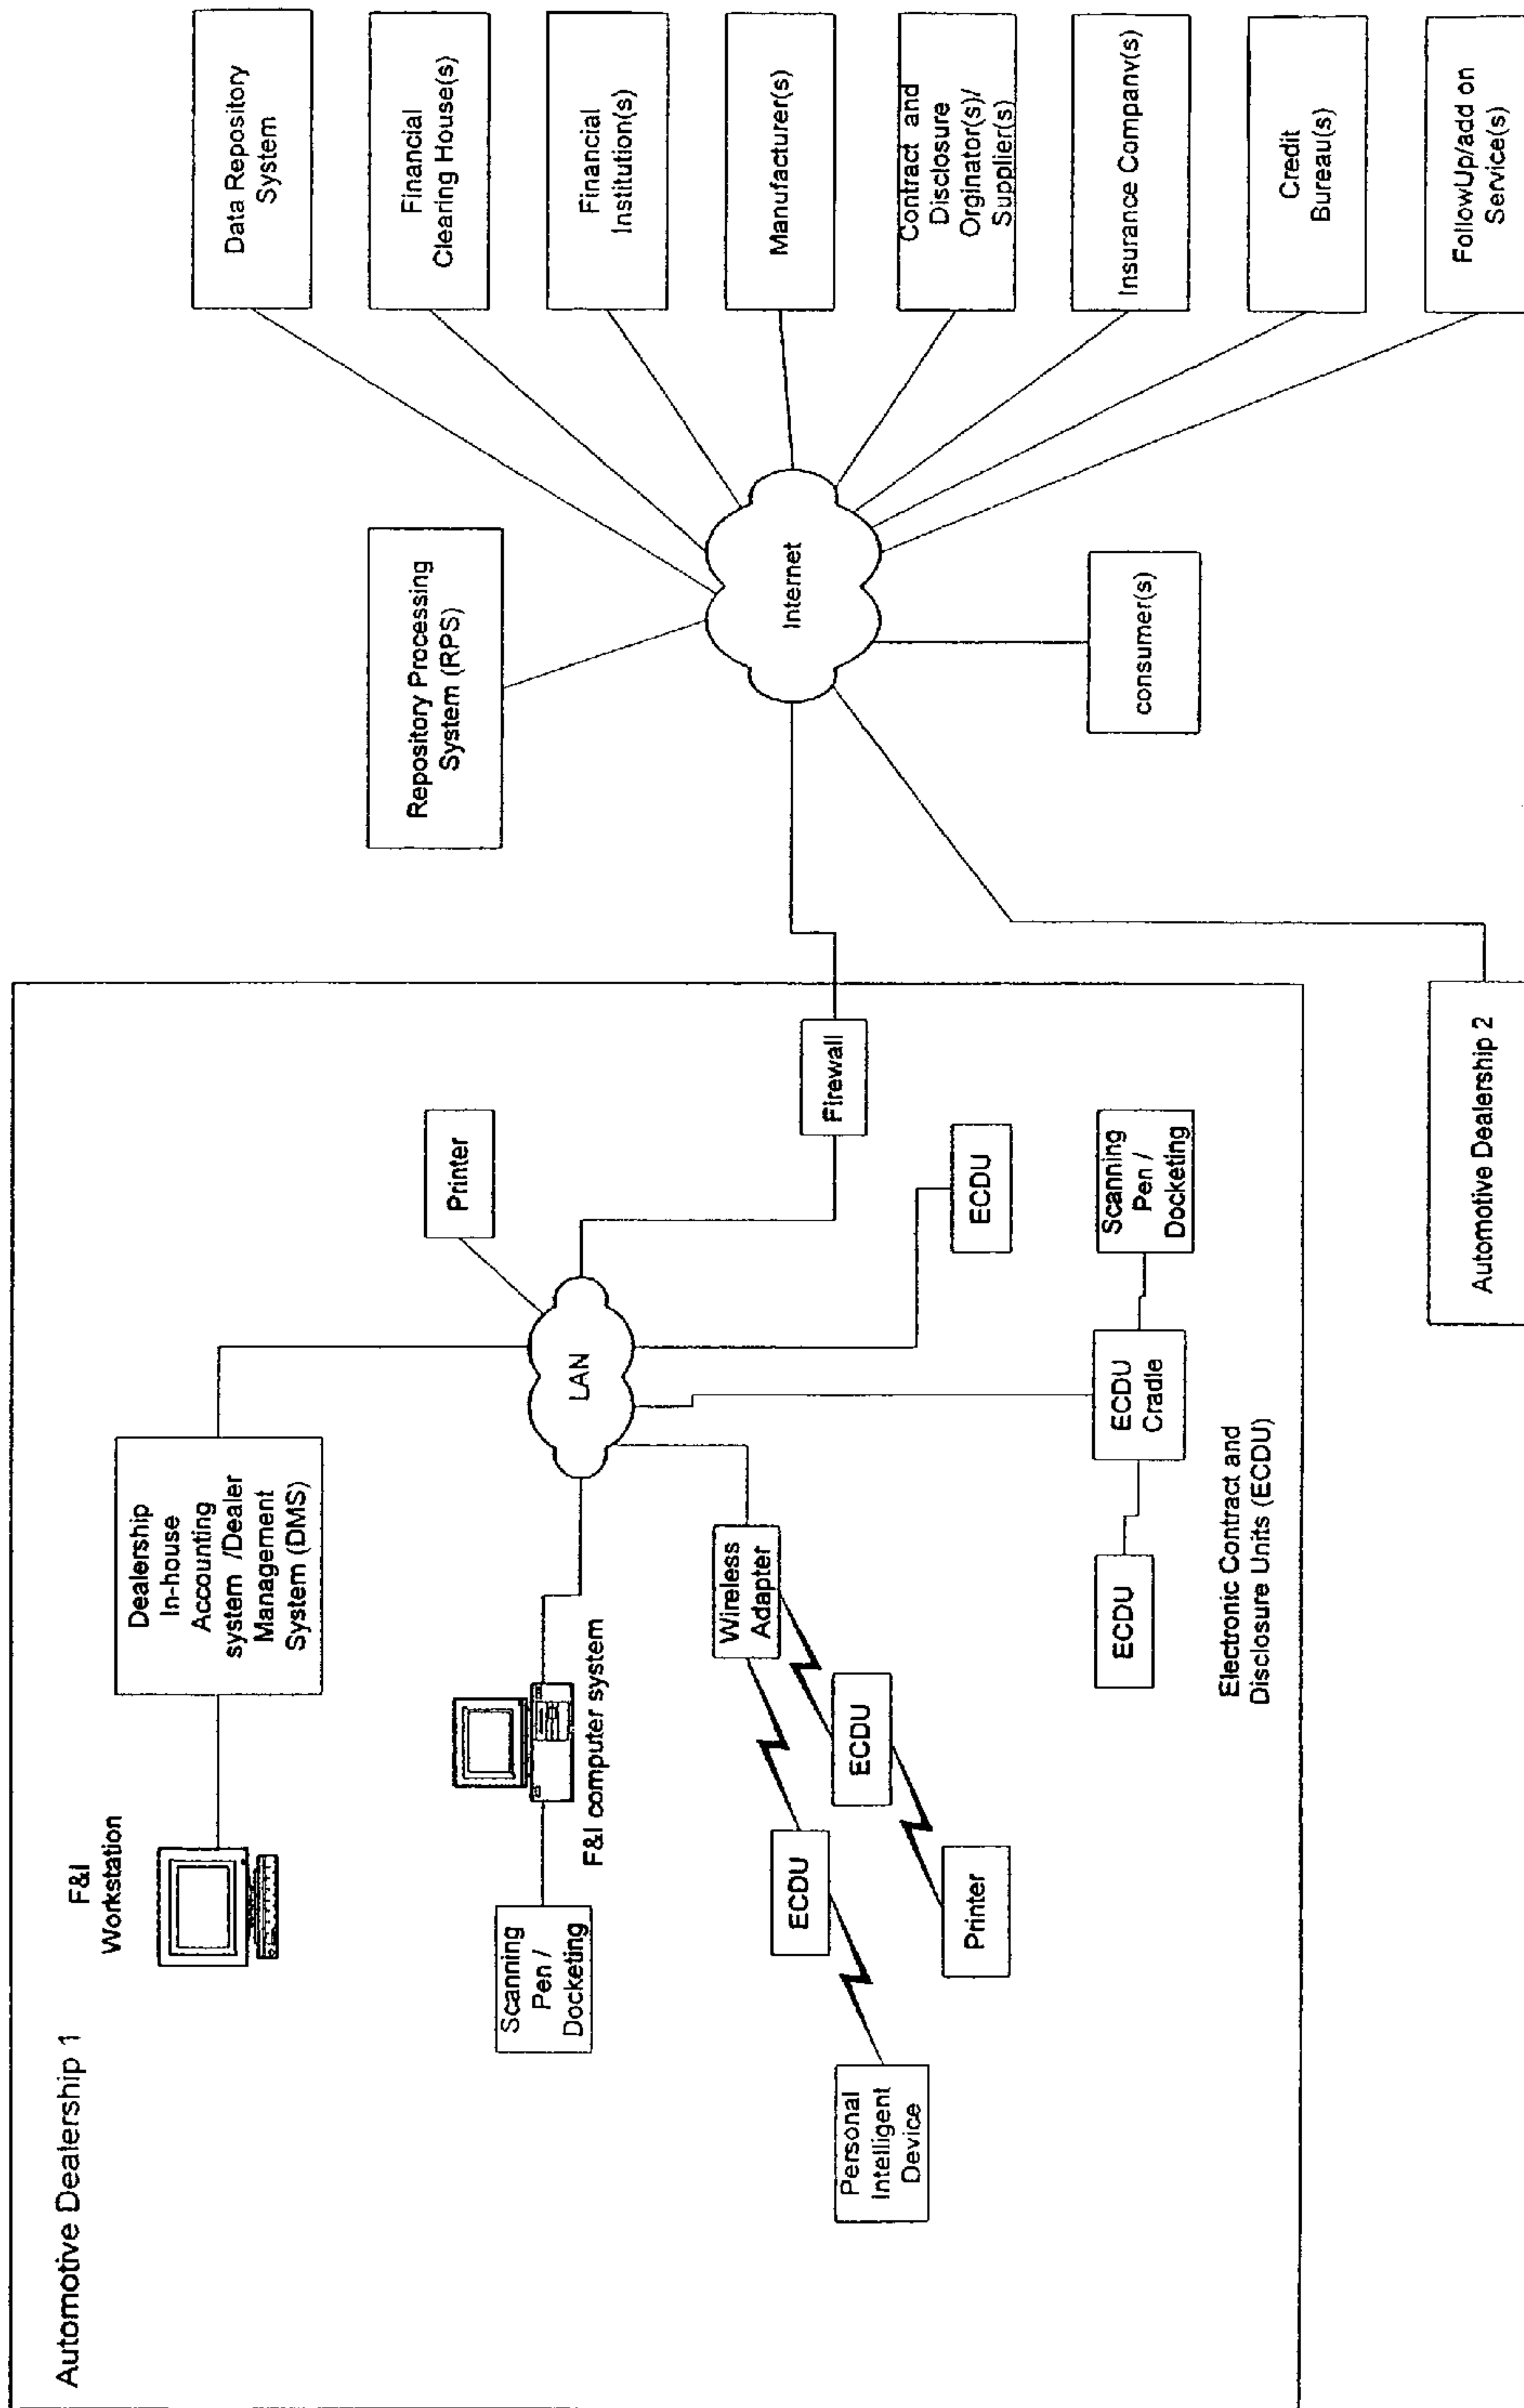 Automotive Dealership 1
F&I
Workstation
Dealership
In-house
Accounting
system /Dealer
Management
System (DMS)
Printer
Scanning
Pen /
Docketing
F&I computer system
LAN
Firewall
Wireless
Adapter
ECDU
ECDU
Personal
Intelligent
Device
Printer
ECDU
ECDU
ECDU
Cradle
Scanning
Pen /
Docketing
Electronic Contract and
Disclosure Units (ECDU)
Automotive Dealership 2
Repository Processing
System (RPS)
Internet
consumer(s)
Data Repository
System
Financial
Clearing House(s)
Financial
Institution(s)
Manufacturer(s)
Contract and
Disclosure
Orginator(s)/
Supplier(s)
Insurance Company(s)
Credit
Bureau(s)
FollowUp/add on
Service(s)